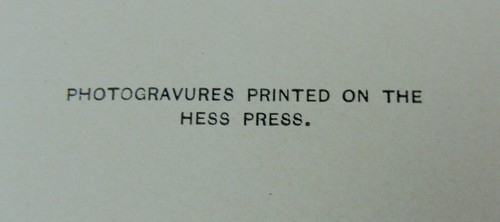 PHOTOGRAVURES PRINTED ON THE
HESS PRESS.